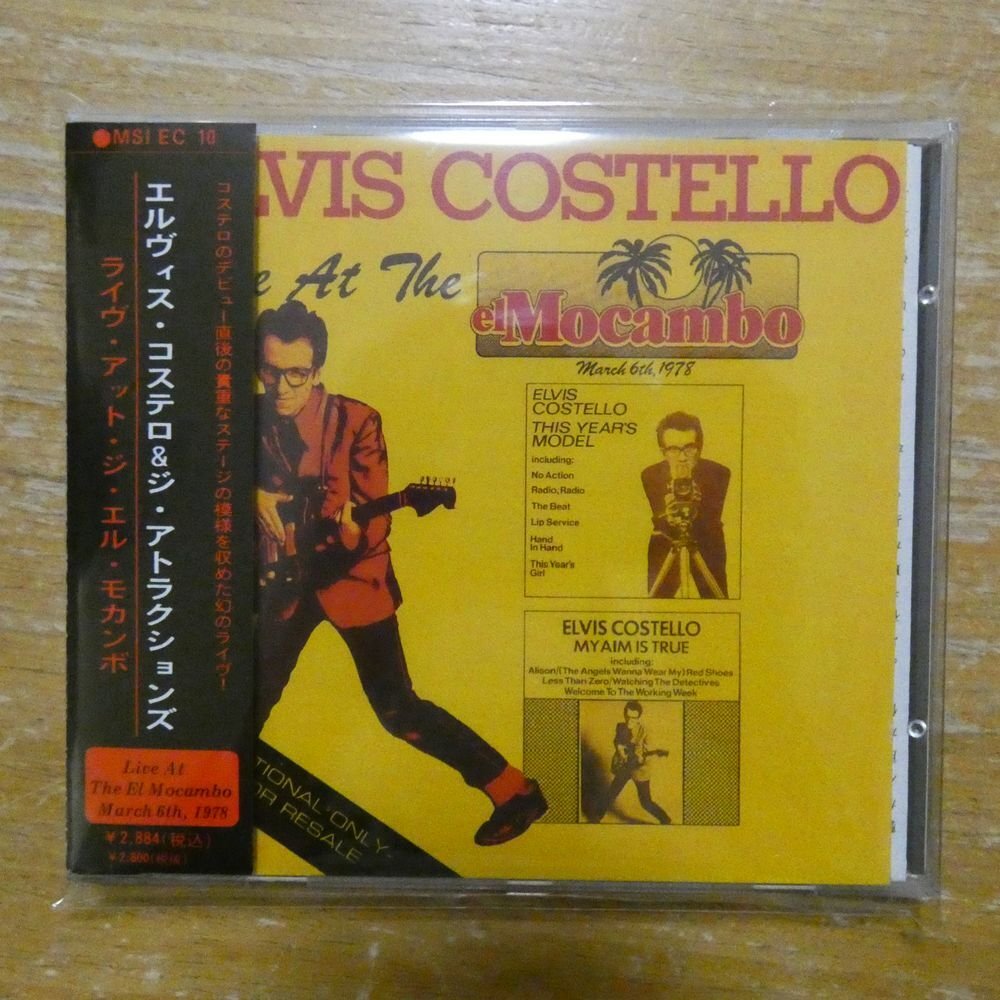 MSI EC 10
コステロのデビュー直後の貴重なステージの模様を収めた幻のライヴ!
エルヴィス・コステロ&ジ・アトラクションズ
ライヴ・アット・ジ・エル・モカンボ
Live At
The El Mocambo
March 6th, 1978
¥2,884(税込)
¥2,800(税抜)
LVIS COSTELLO
e At The
el Mocambo
March 6th, 1978
ELVIS
COSTELLO
THIS YEAR'S
MODEL
including:
No Action
Radio, Radio
The Beat
Lip Service
Hand
In Hand
This Year's
Girl
ELVIS COSTELLO
MY AIM IS TRUE
including:
Alison/(The Angels Wanna Wear My) Red Shoes
Less Than Zero/Watching The Detectives
Welcome To The Working Week
TIONAL ONLY
OR RESALE